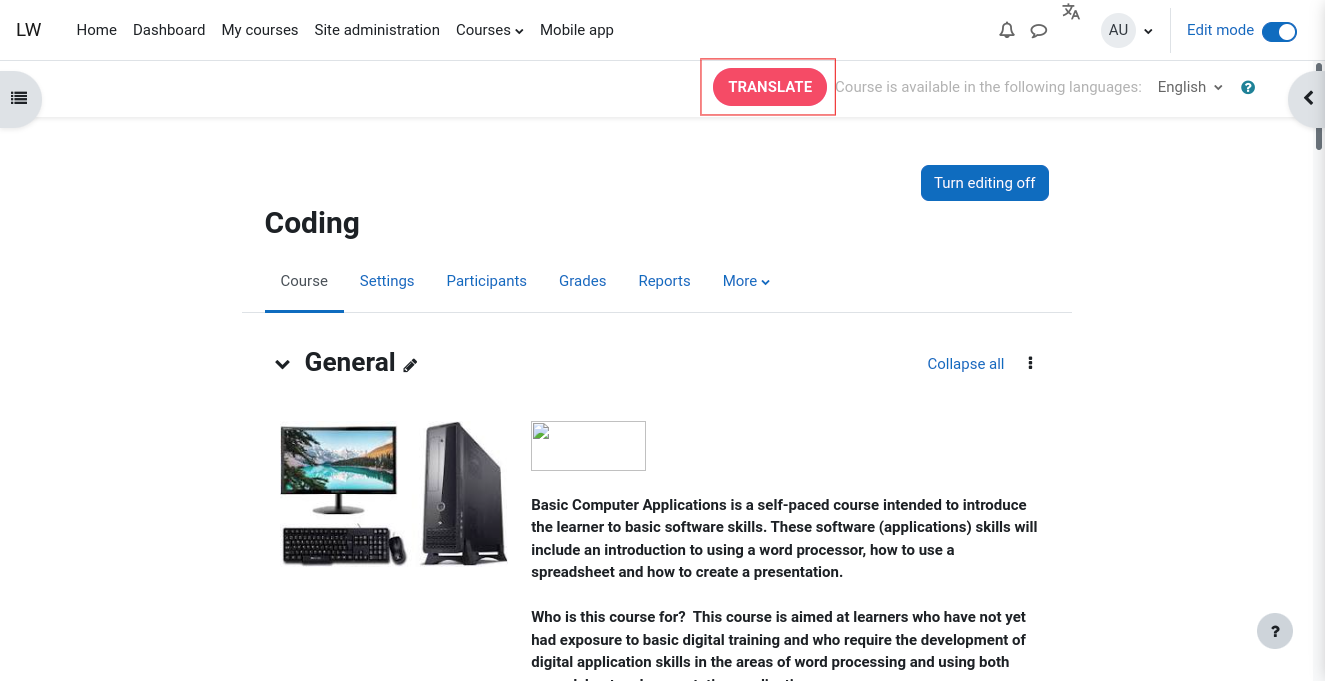 LW Home Dashboard My courses Site administration Courses Mobile app AU Edit mode
TRANSLATE Course is available in the following languages: English ?
Turn editing off
Coding
Course Settings Participants Grades Reports More
General Collapse all
Basic Computer Applications is a self-paced course intended to introduce
the learner to basic software skills. These software (applications) skills will
include an introduction to using a word processor, how to use a
spreadsheet and how to create a presentation.
Who is this course for?  This course is aimed at learners who have not yet
had exposure to basic digital training and who require the development of
digital application skills in the areas of word processing and using both
?